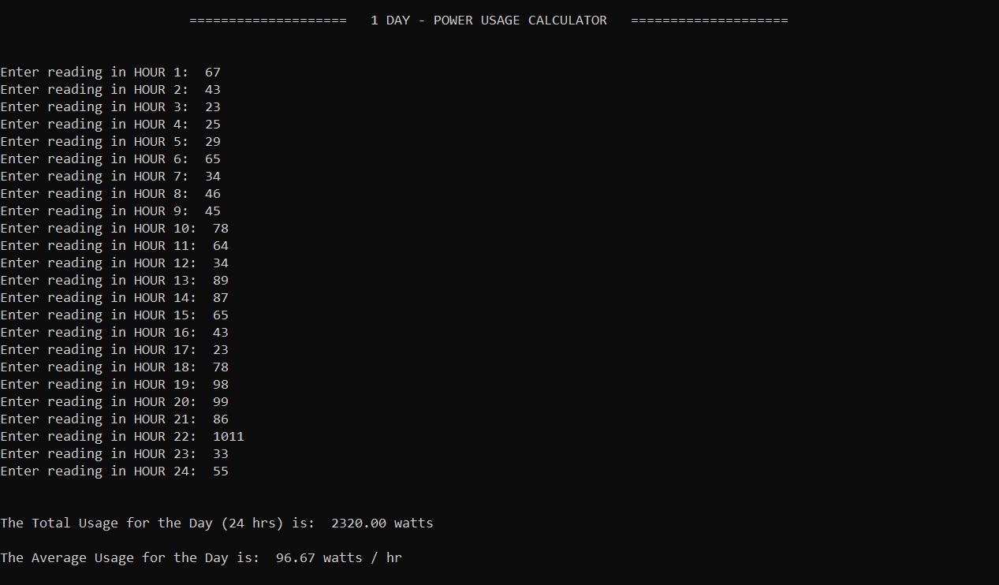 ====================   1 DAY - POWER USAGE CALCULATOR   ====================
Enter reading in HOUR 1:  67
Enter reading in HOUR 2:  43
Enter reading in HOUR 3:  23
Enter reading in HOUR 4:  25
Enter reading in HOUR 5:  29
Enter reading in HOUR 6:  65
Enter reading in HOUR 7:  34
Enter reading in HOUR 8:  46
Enter reading in HOUR 9:  45
Enter reading in HOUR 10:  78
Enter reading in HOUR 11:  64
Enter reading in HOUR 12:  34
Enter reading in HOUR 13:  89
Enter reading in HOUR 14:  87
Enter reading in HOUR 15:  65
Enter reading in HOUR 16:  43
Enter reading in HOUR 17:  23
Enter reading in HOUR 18:  78
Enter reading in HOUR 19:  98
Enter reading in HOUR 20:  99
Enter reading in HOUR 21:  86
Enter reading in HOUR 22:  1011
Enter reading in HOUR 23:  33
Enter reading in HOUR 24:  55
The Total Usage for the Day (24 hrs) is:  2320.00 watts
The Average Usage for the Day is:  96.67 watts / hr